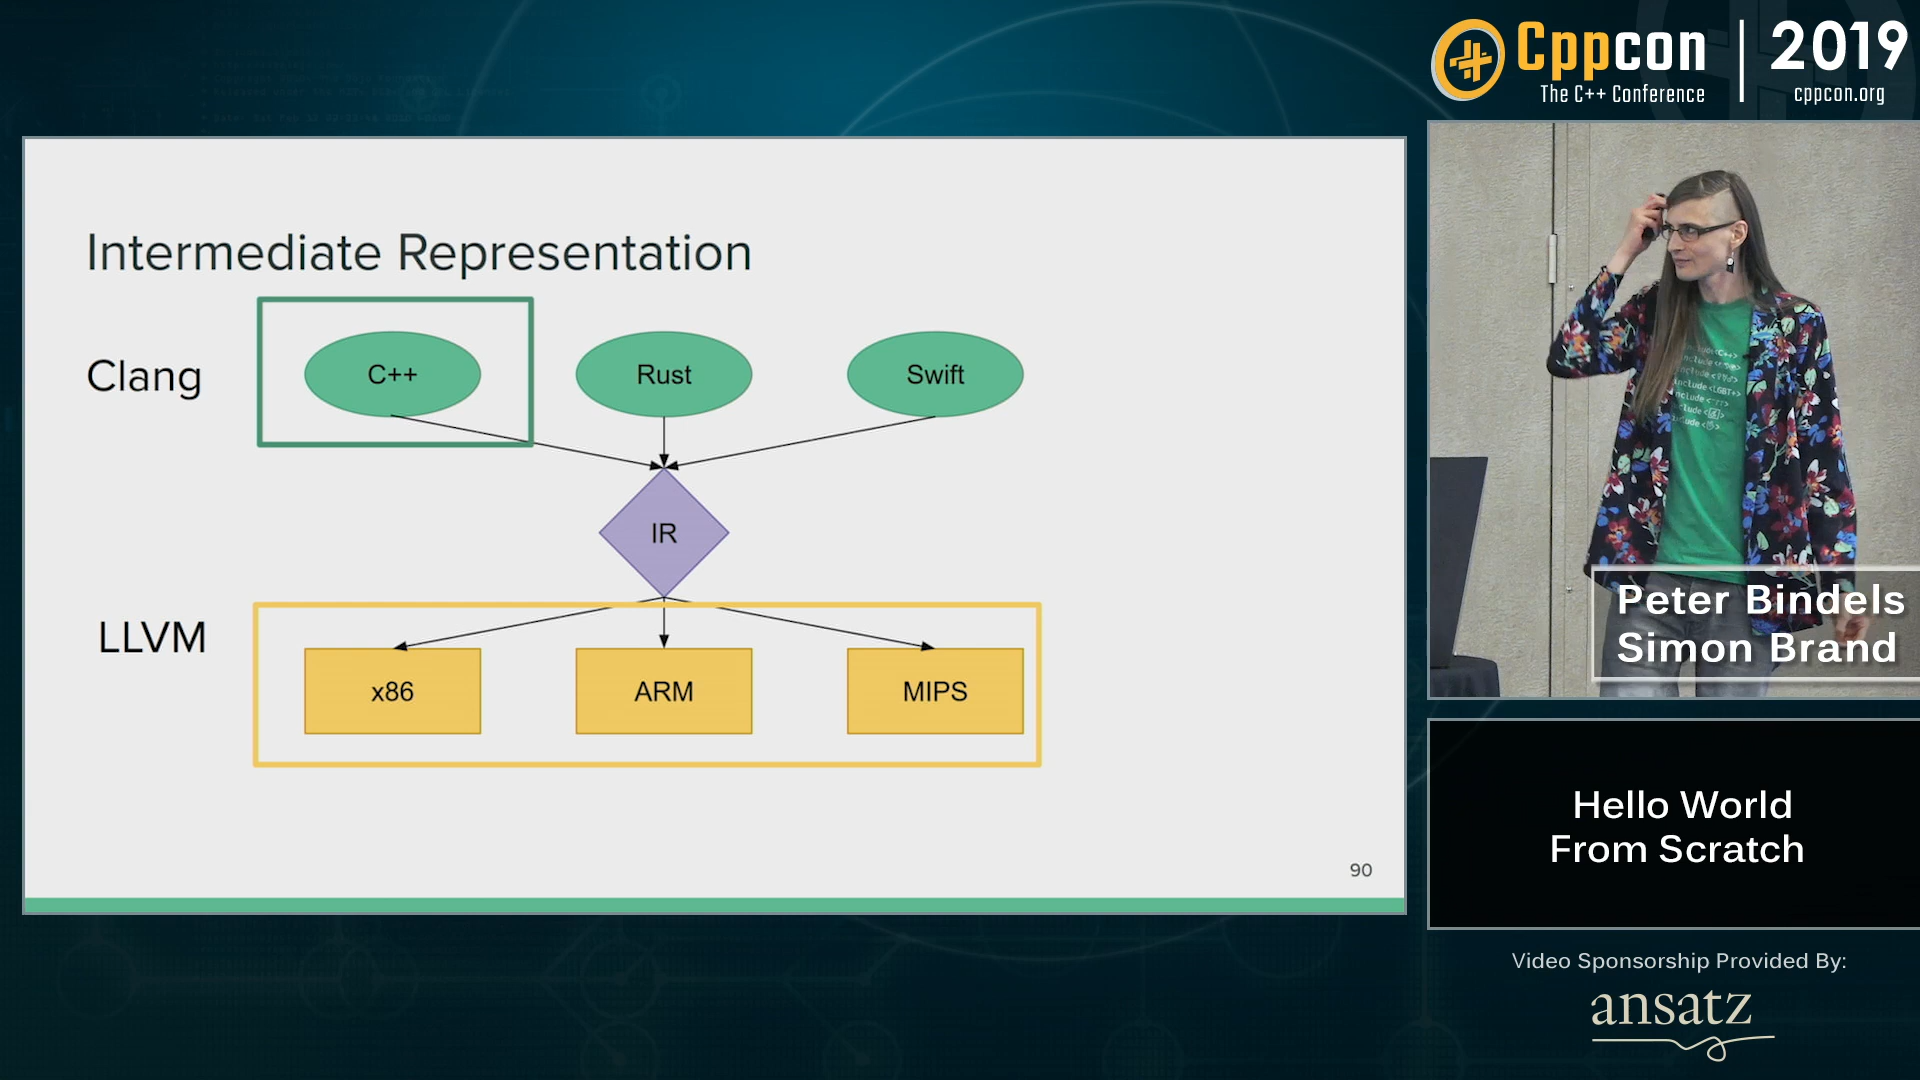 Cppcon
The C++ Conference
2019
cppcon.org
Intermediate Representation
Clang
C++
Rust
Swift
IR
LLVM
x86
ARM
MIPS
90
Peter Bindels
Simon Brand
Hello World
From Scratch
Video Sponsorship Provided By:
ansatz